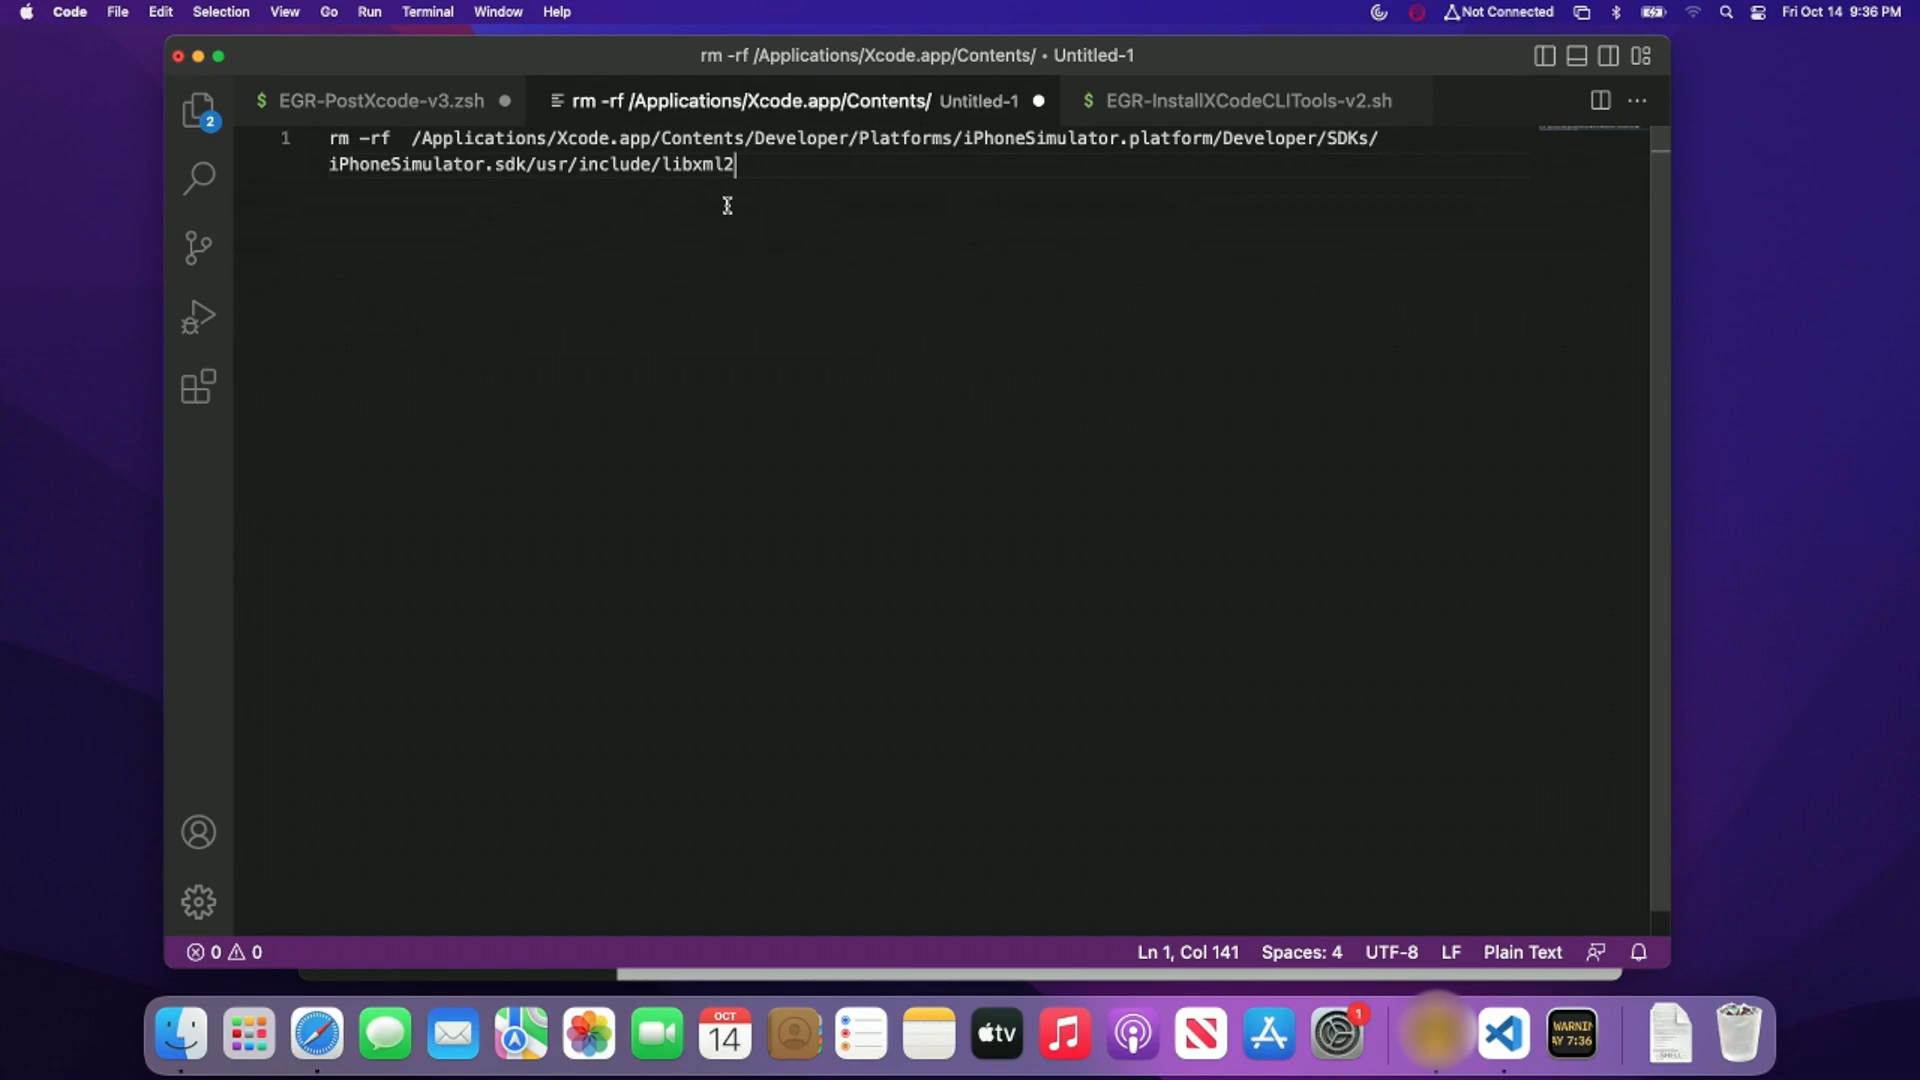 Code File Edit Selection View Go Run Terminal Window Help Not Connected Fri Oct 14 9:36 PM
rm -rf /Applications/Xcode.app/Contents/ • Untitled-1
2
$ EGR-PostXcode-v3.zsh rm -rf /Applications/Xcode.app/Contents/ Untitled-1 $ EGR-InstallXCodeCLITools-v2.sh
1 rm -rf  /Applications/Xcode.app/Contents/Developer/Platforms/iPhoneSimulator.platform/Developer/SDKs/
iPhoneSimulator.sdk/usr/include/libxml2
0 0 Ln 1, Col 141 Spaces: 4 UTF-8 LF Plain Text
OCT
14
tv
1
WARNIN
AY 7:36
SHELL